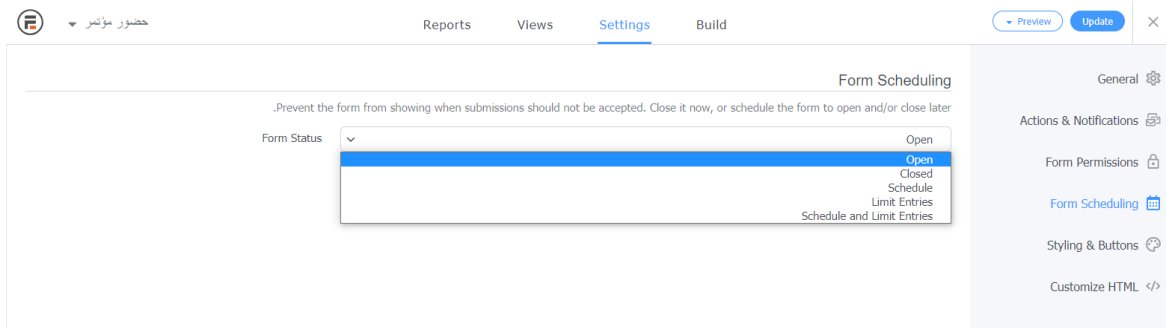 حضور مؤتمر
Reports
Views
Settings
Build
Preview
Update
Form Scheduling
.Prevent the form from showing when submissions should not be accepted. Close it now, or schedule the form to open and/or close later
Form Status
Open
Open
Closed
Schedule
Limit Entries
Schedule and Limit Entries
General
Actions & Notifications
Form Permissions
Form Scheduling
Styling & Buttons
Customize HTML